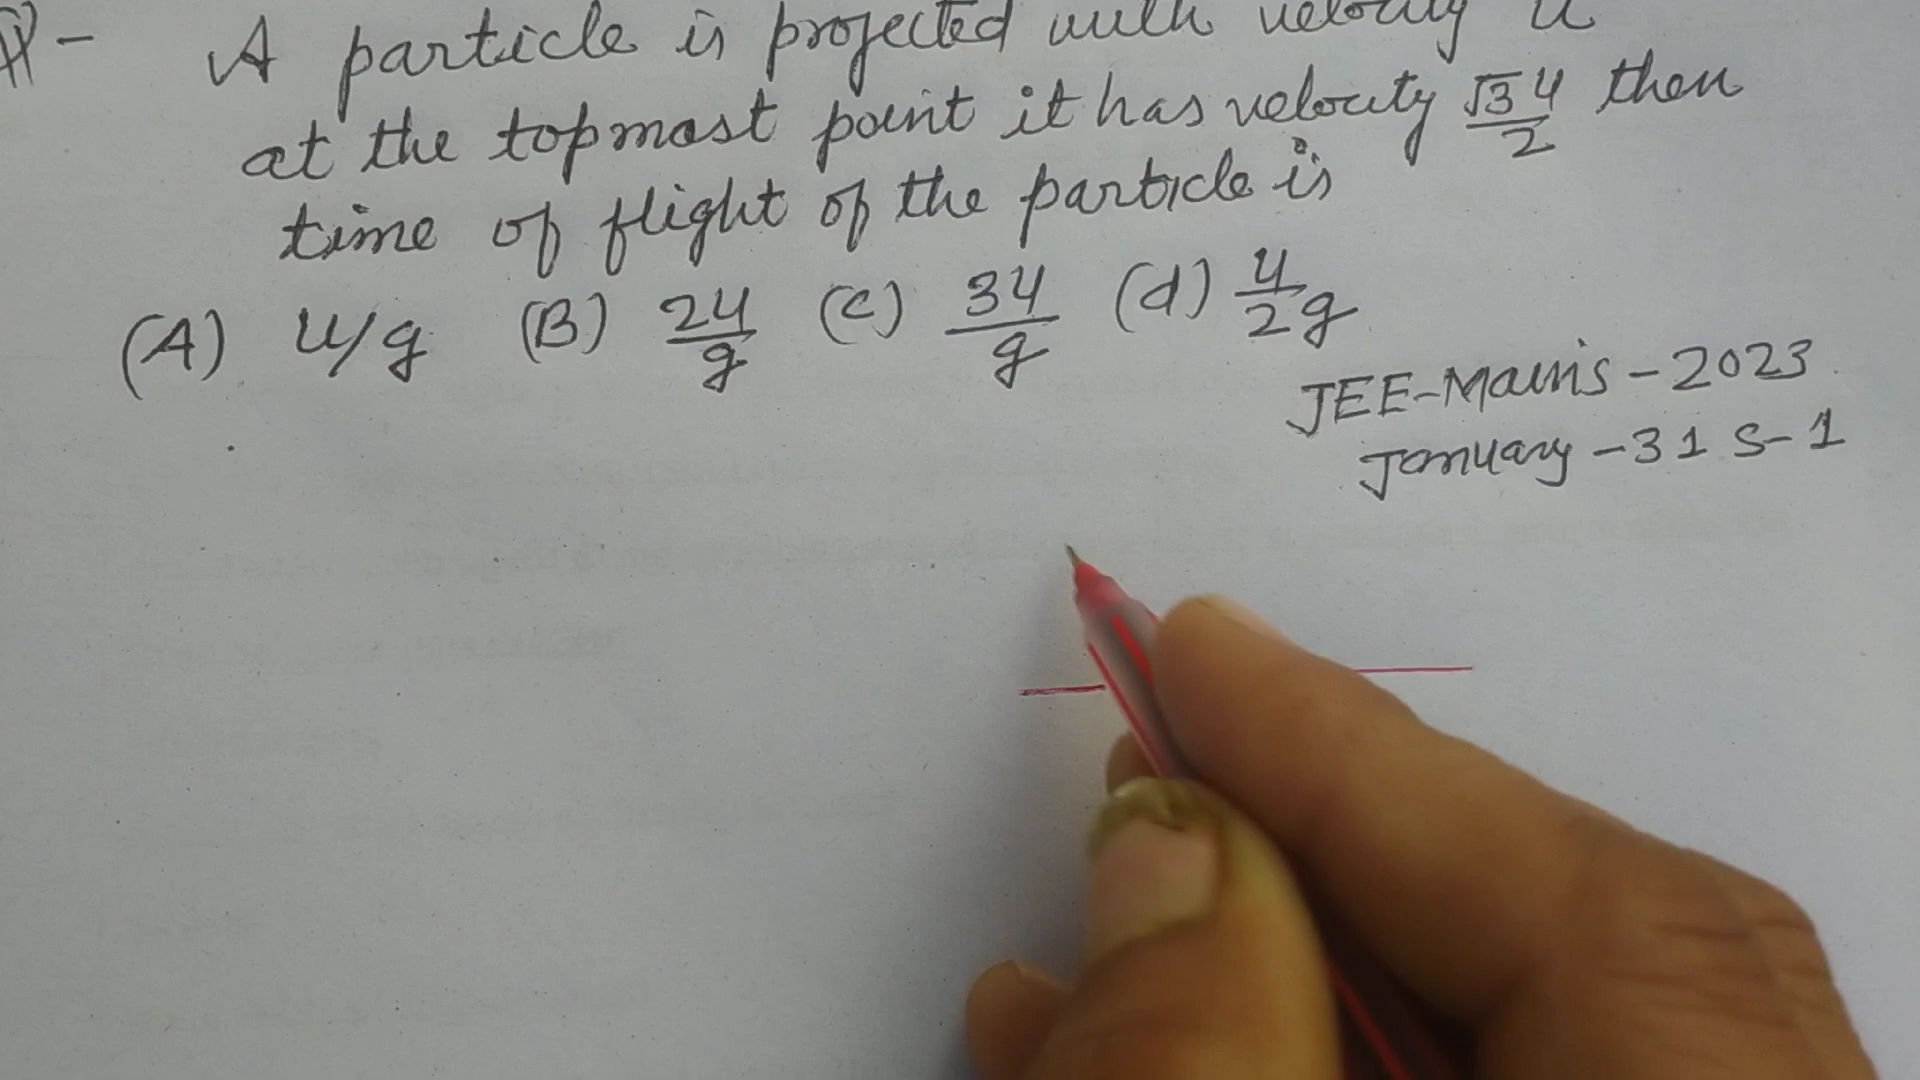 A particle is projected with velocity u
at the topmost point it has velocity √3u/2 then
time of flight of the particle is
(A) u/g (B) 2u/g (c) 3u/g (d) u/2g
JEE-Mains-2023
January-31 S-1